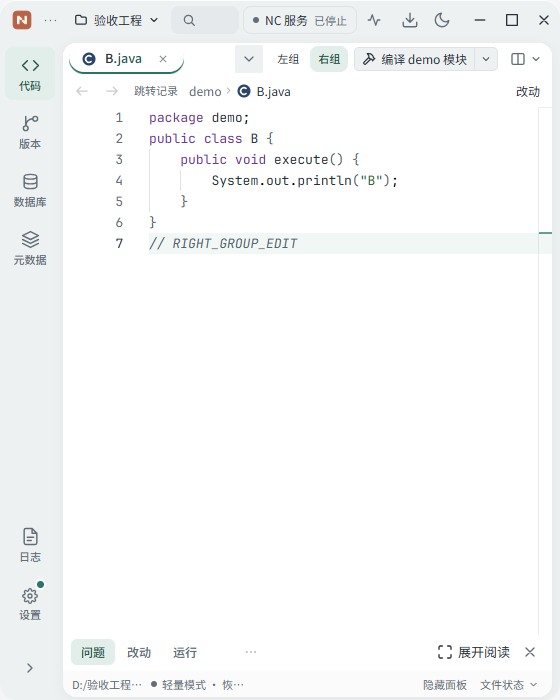 N ··· 验收工程 NC 服务 已停止
代码
版本
数据库
元数据
日志
设置
C B.java × 左组 右组 编译 demo 模块
跳转记录 demo › C B.java 改动
1 package demo;
2 public class B {
3 public void execute() {
4 System.out.println("B");
5 }
6 }
7 // RIGHT_GROUP_EDIT
问题 改动 运行 ··· 展开阅读
D:/验收工程··· 轻量模式 · 恢··· 隐藏面板 文件状态